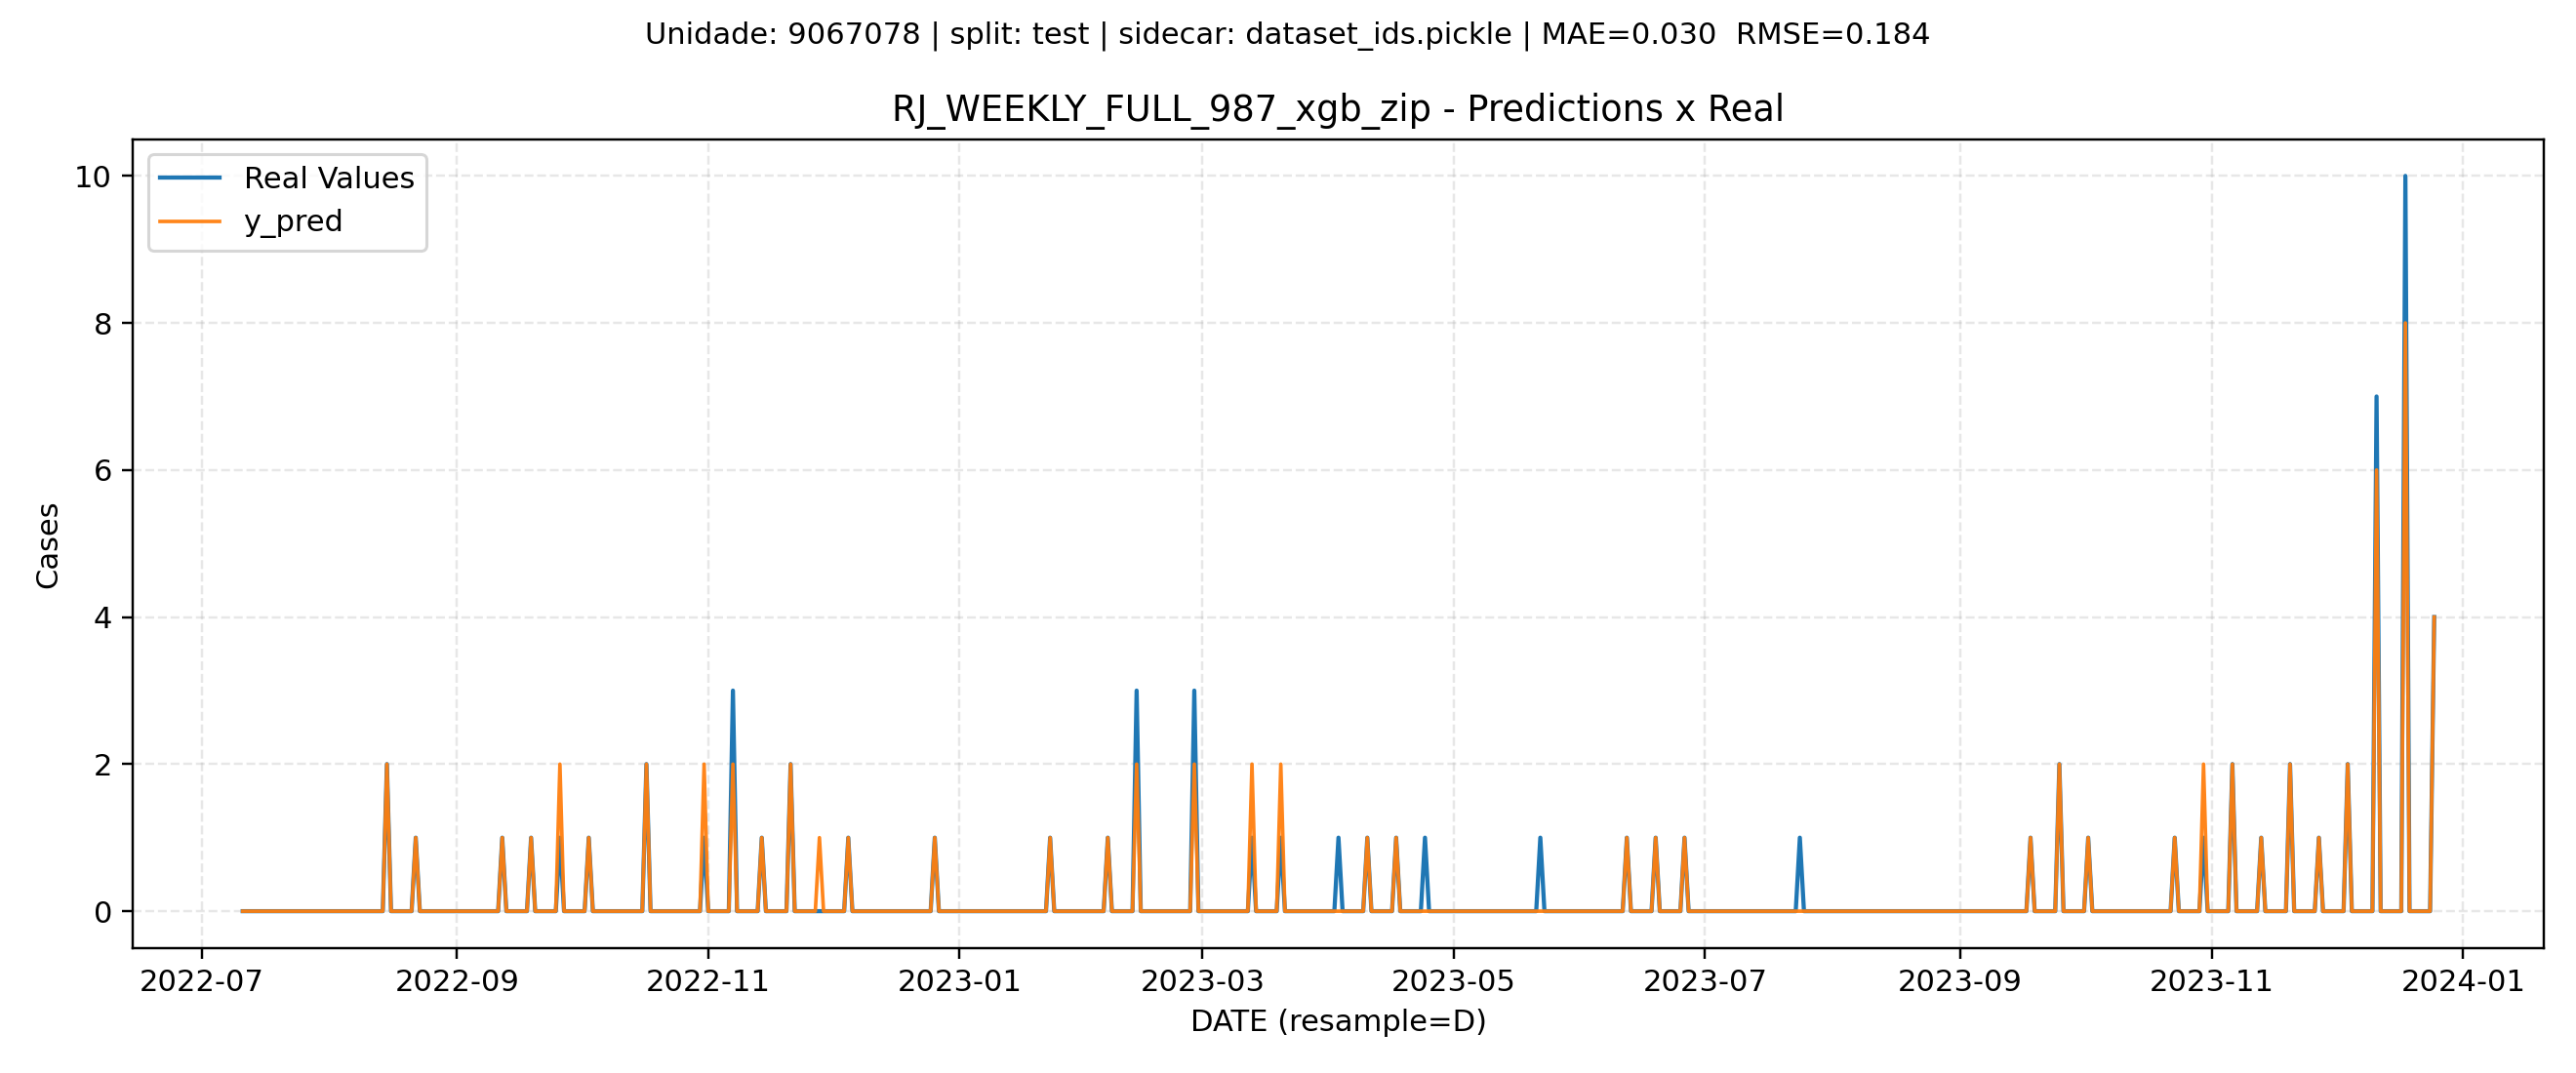 Unidade: 9067078 | split: test | sidecar: dataset_ids.pickle | MAE=0.030  RMSE=0.184
RJ_WEEKLY_FULL_987_xgb_zip - Predictions x Real
Real Values
y_pred
10
8
6
4
2
0
Cases
2022-07 2022-09 2022-11 2023-01 2023-03 2023-05 2023-07 2023-09 2023-11 2024-01
DATE (resample=D)